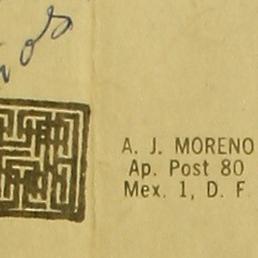 A. J. MORENO
Ap. Post 80
Mex. 1, D. F